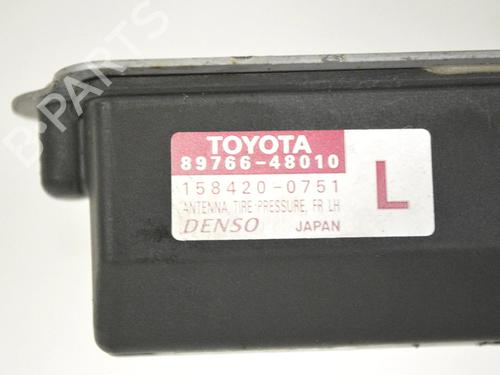 B-PARTS
TOYOTA
89766-48010
158420-0751
L
ANTENNA, TIRE PRESSURE, FR LH
DENSO JAPAN